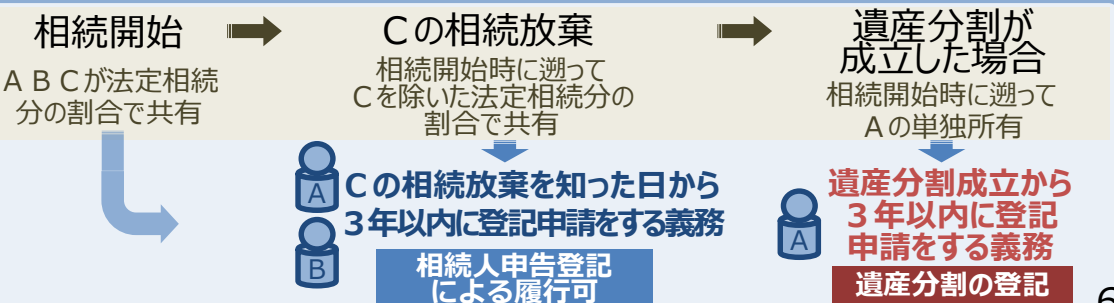 相続開始
ＡＢＣが法定相続
分の割合で共有
Ｃの相続放棄
相続開始時に遡って
Ｃを除いた法定相続分の
割合で共有
A
B
Ｃの相続放棄を知った日から
３年以内に登記申請をする義務
相続人申告登記
による履行可
遺産分割が
成立した場合
相続開始時に遡って
Ａの単独所有
A
遺産分割成立から
３年以内に登記
申請をする義務
遺産分割の登記
6